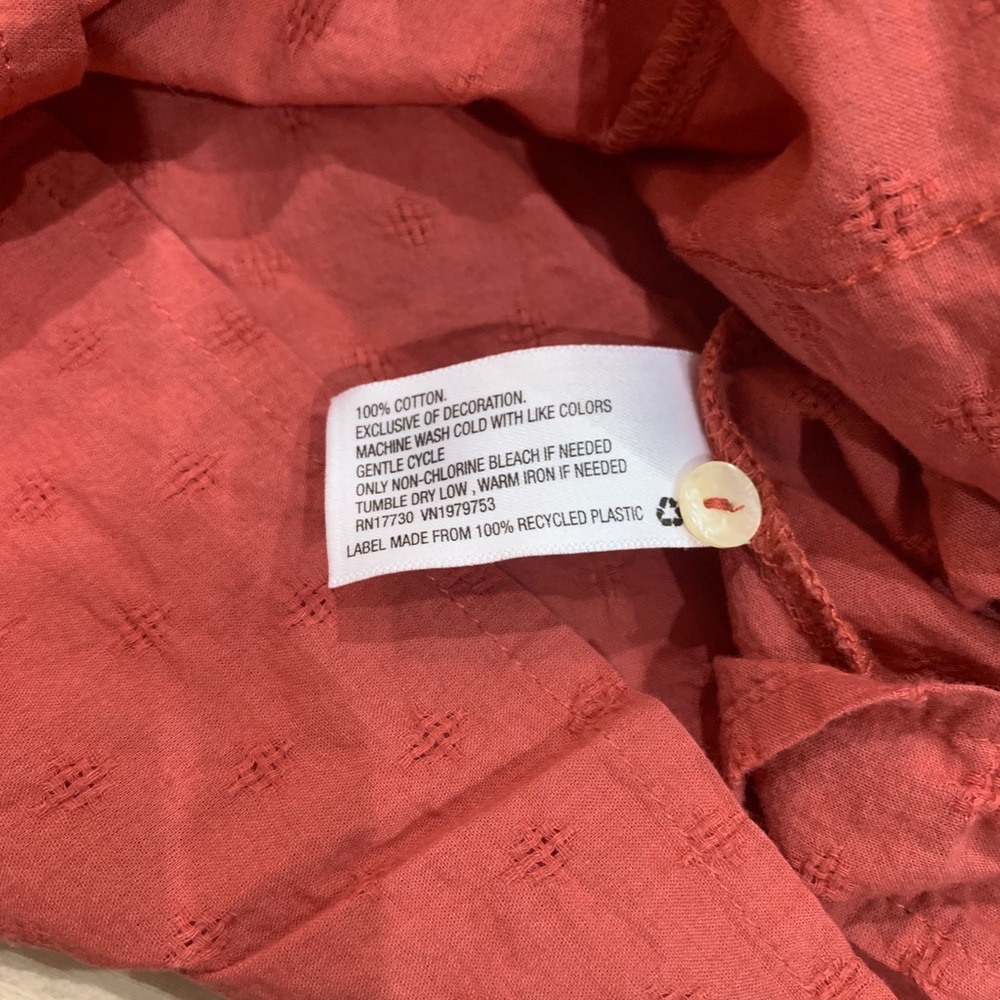 100% COTTON.
EXCLUSIVE OF DECORATION.
MACHINE WASH COLD WITH LIKE COLORS
GENTLE CYCLE
ONLY NON-CHLORINE BLEACH IF NEEDED
TUMBLE DRY LOW , WARM IRON IF NEEDED
RN17730 VN1979753
LABEL MADE FROM 100% RECYCLED PLASTIC